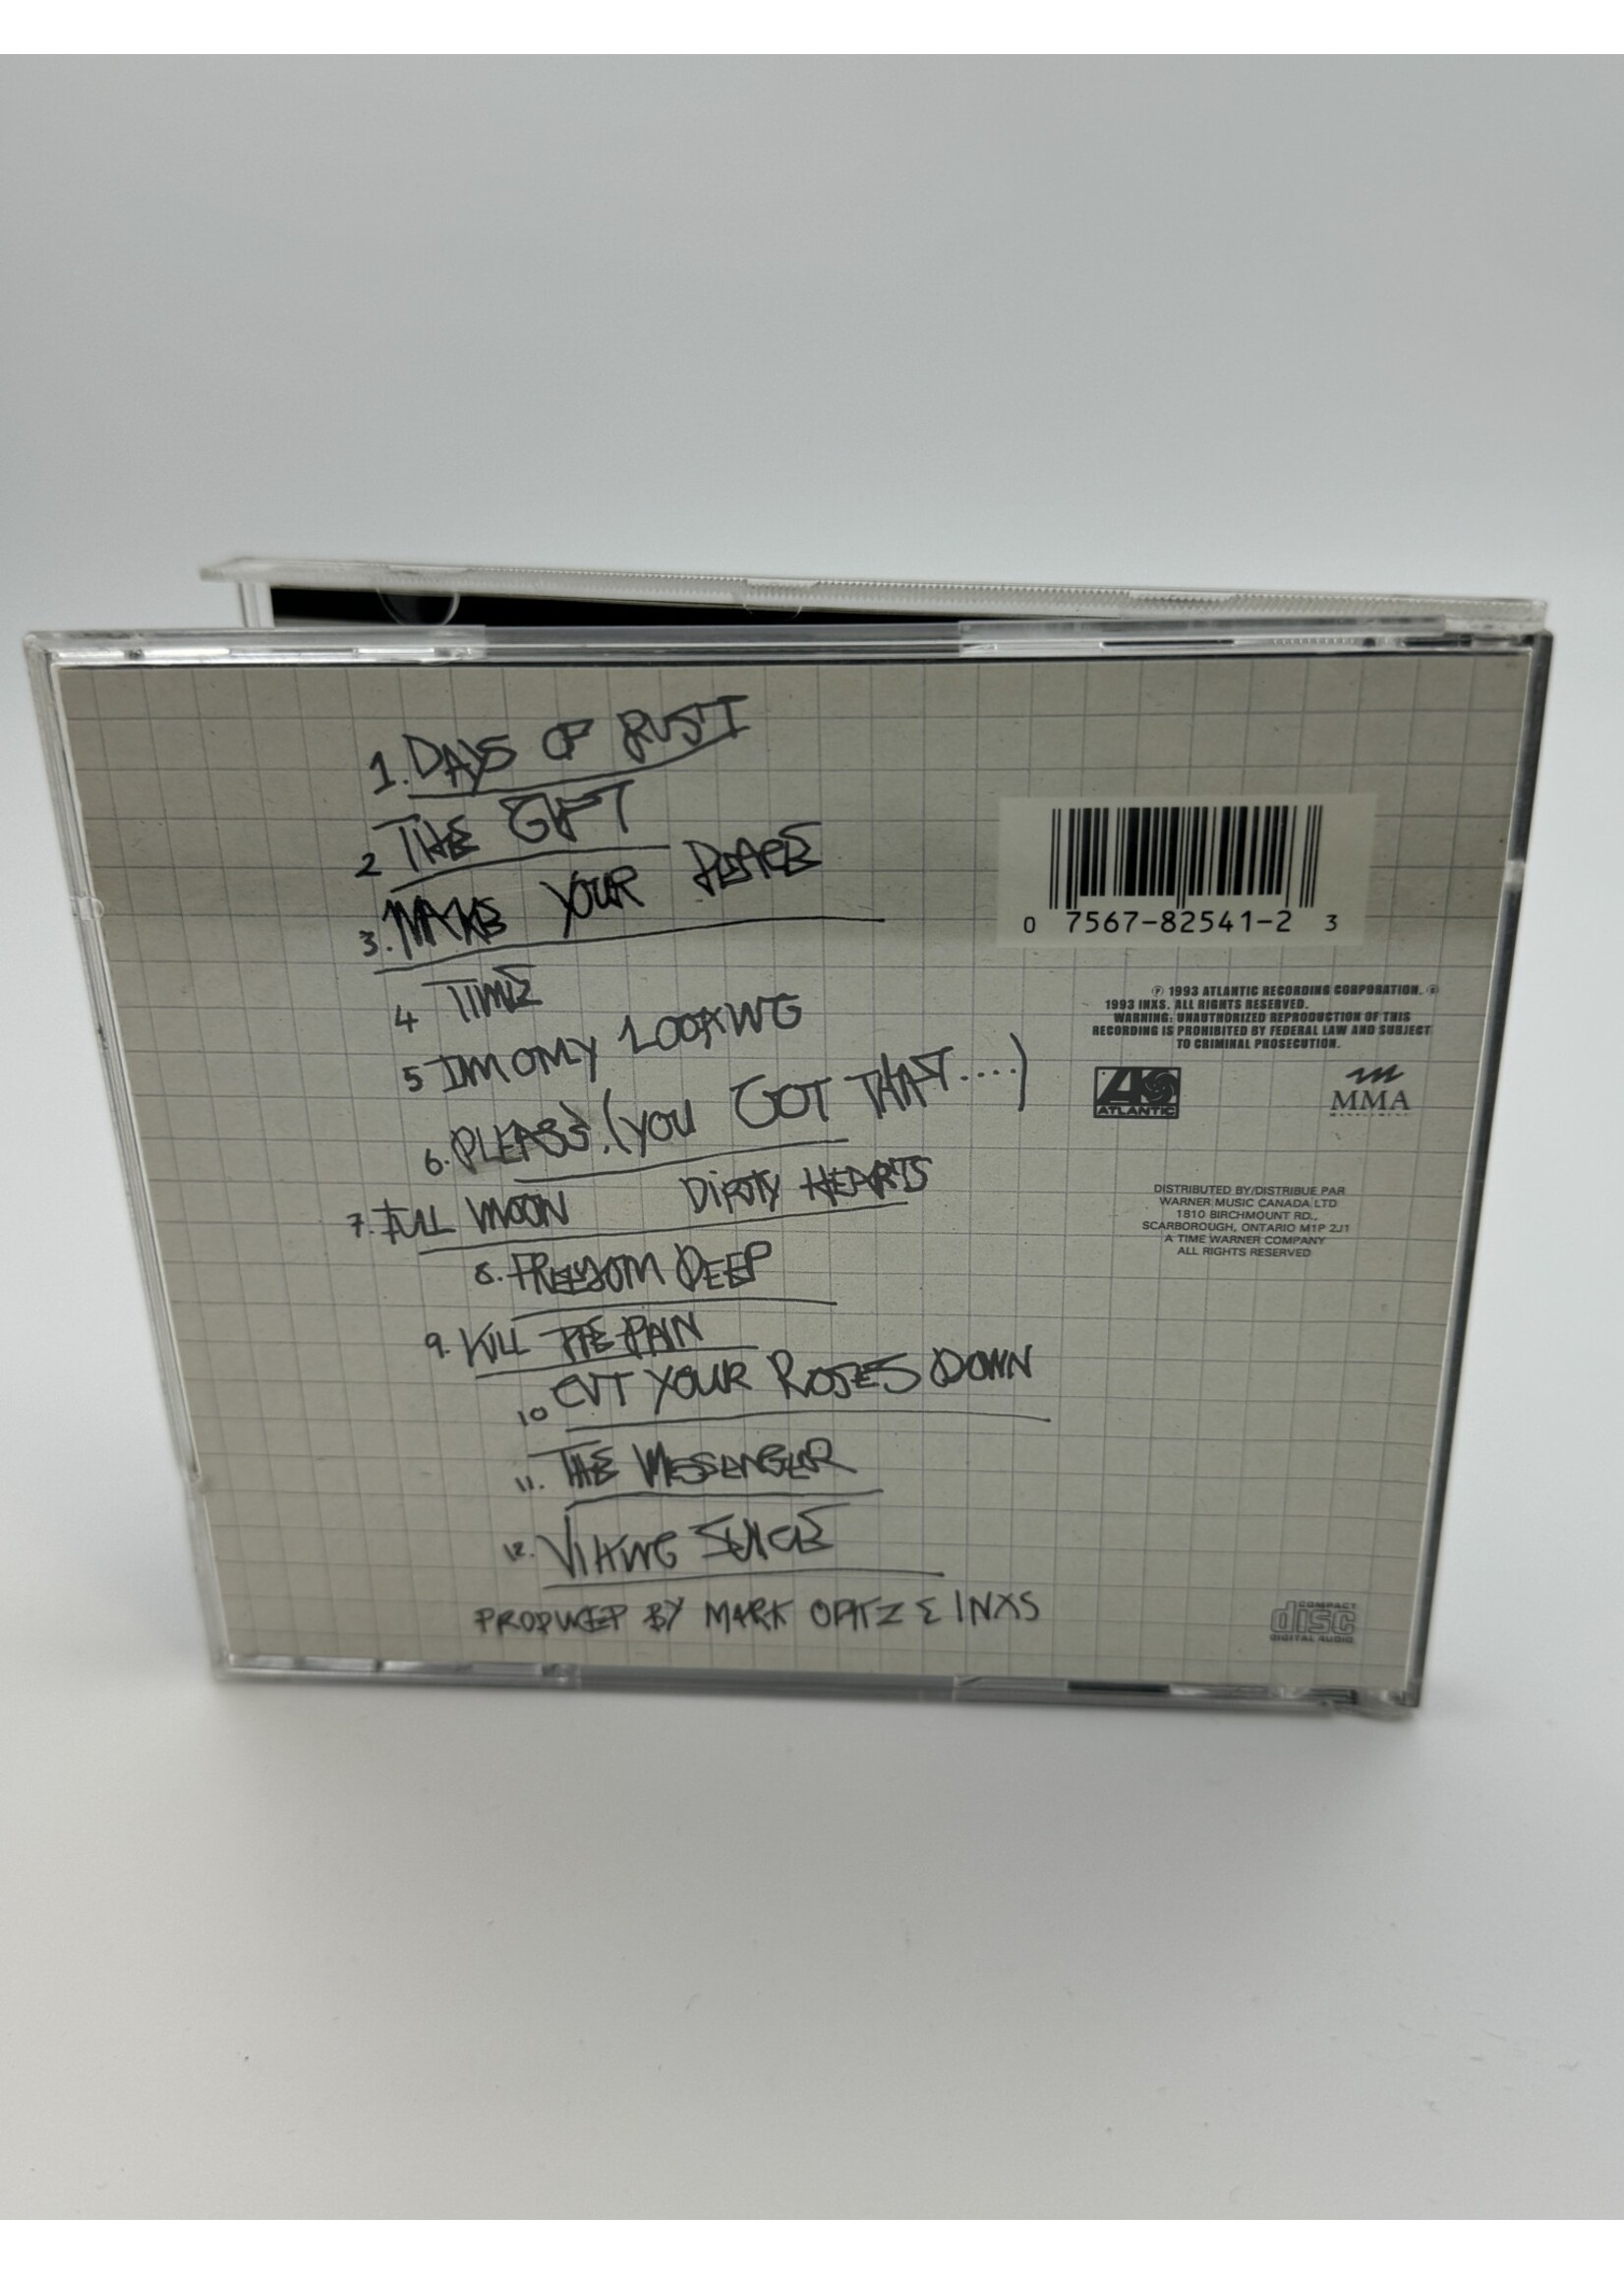 1. DAYS OF RUST
2 THE GIFT
3. MAKE YOUR PEACE
4 TIME
5 IM ONLY LOOKING
6. PLEASE. (YOU GOT THAT....)
7. FULL MOON DIRTY HEARTS
8. FREEDOM DEEP
9. KILL THE PAIN
10 CUT YOUR ROSES DOWN
11. THE MESSENGER
12. VIKING JUICE
PRODUCED BY MARK OPITZ & INXS
0 7567-82541-2 3
℗ 1993 ATLANTIC RECORDING CORPORATION. ©
1993 INXS. ALL RIGHTS RESERVED.
WARNING: UNAUTHORIZED REPRODUCTION OF THIS
RECORDING IS PROHIBITED BY FEDERAL LAW AND SUBJECT
TO CRIMINAL PROSECUTION.
ATLANTIC
MMA
DISTRIBUTED BY/DISTRIBUE PAR
WARNER MUSIC CANADA LTD
1810 BIRCHMOUNT RD.,
SCARBOROUGH, ONTARIO M1P 2J1
A TIME WARNER COMPANY
ALL RIGHTS RESERVED
COMPACT
disc
DIGITAL AUDIO